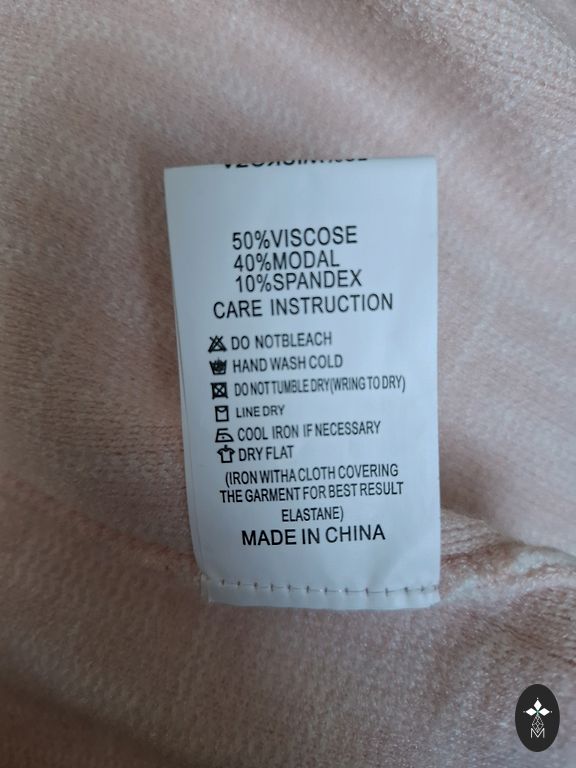 50%VISCOSE
40%MODAL
10%SPANDEX
CARE INSTRUCTION
DO NOTBLEACH
HAND WASH COLD
DO NOT TUMBLE DRY(WRING TO DRY)
LINE DRY
COOL IRON IF NECESSARY
DRY FLAT
(IRON WITHA CLOTH COVERING
THE GARMENT FOR BEST RESULT
ELASTANE)
MADE IN CHINA
M